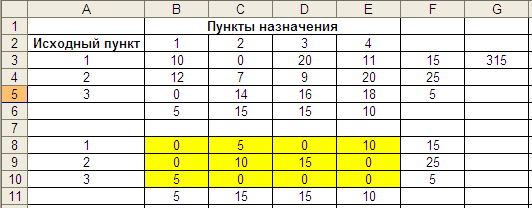 A B C D E F G
1 Пункты назначения
2 Исходный пункт 1 2 3 4
3 1 10 0 20 11 15 315
4 2 12 7 9 20 25
5 3 0 14 16 18 5
6 5 15 15 10
7
8 1 0 5 0 10 15
9 2 0 10 15 0 25
10 3 5 0 0 0 5
11 5 15 15 10